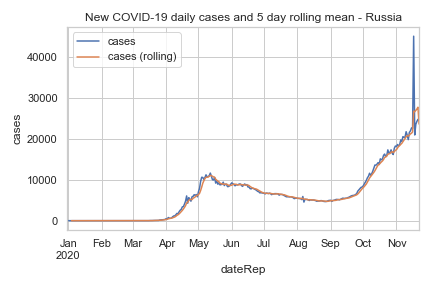 New COVID-19 daily cases and 5 day rolling mean - Russia
cases
cases (rolling)
40000
30000
20000
10000
0
cases
Jan Feb Mar Apr May Jun Jul Aug Sep Oct Nov
2020
dateRep